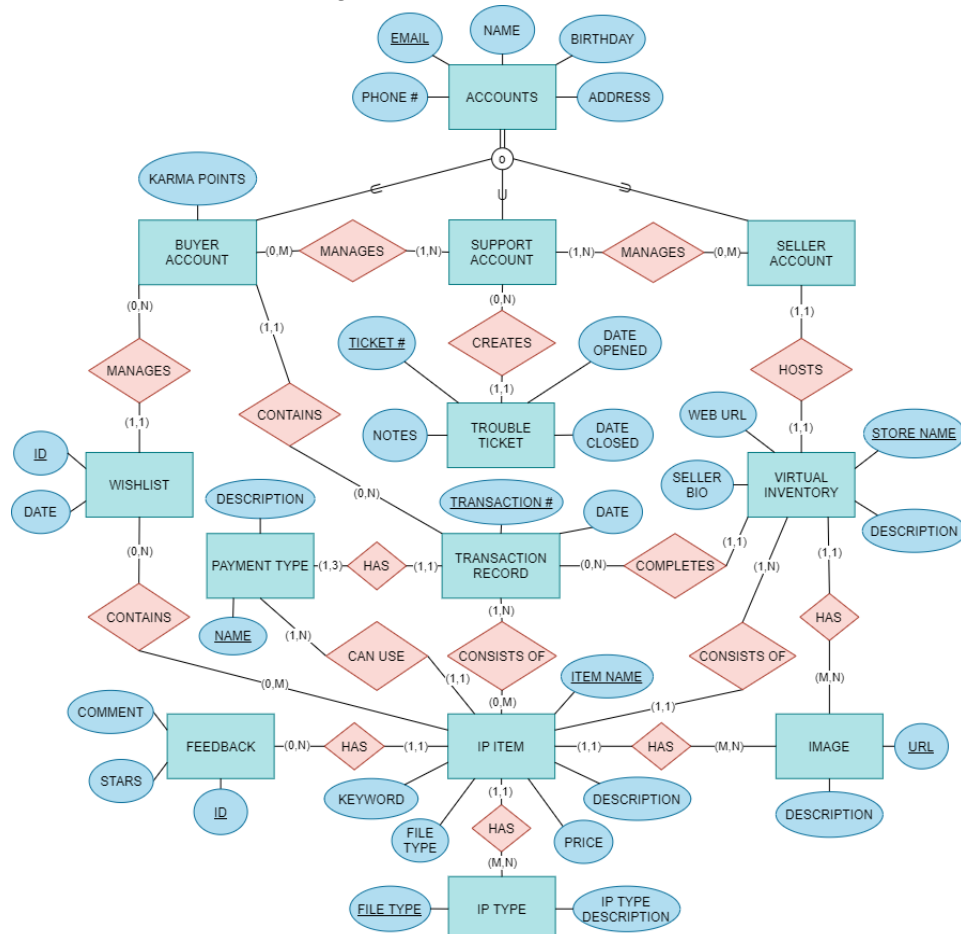 NAME
EMAIL
BIRTHDAY
PHONE #
ACCOUNTS
ADDRESS
o
KARMA POINTS
U
U
U
BUYER
ACCOUNT
(0,M)
MANAGES
(1,N)
SUPPORT
ACCOUNT
(1,N)
MANAGES
(0,M)
SELLER
ACCOUNT
(0,N)
(1,1)
(0,N)
(1,1)
TICKET #
CREATES
DATE
OPENED
MANAGES
HOSTS
CONTAINS
(1,1)
(1,1)
NOTES
TROUBLE
TICKET
DATE
CLOSED
WEB URL
STORE NAME
(1,1)
ID
WISHLIST
DATE
DESCRIPTION
(0,N)
TRANSACTION #
DATE
SELLER
BIO
VIRTUAL
INVENTORY
DESCRIPTION
(0,N)
PAYMENT TYPE
(1,3)
HAS
(1,1)
TRANSACTION
RECORD
(0,N)
COMPLETES
(1,1)
(1,N)
(1,1)
CONTAINS
NAME
(1,N)
CAN USE
(1,N)
CONSISTS OF
CONSISTS OF
HAS
(0,M)
(1,1)
(0,M)
ITEM NAME
(1,1)
(M,N)
COMMENT
FEEDBACK
(0,N)
HAS
(1,1)
IP ITEM
(1,1)
HAS
(M,N)
IMAGE
URL
STARS
ID
KEYWORD
(1,1)
DESCRIPTION
DESCRIPTION
FILE
TYPE
HAS
PRICE
(M,N)
FILE TYPE
IP TYPE
IP TYPE
DESCRIPTION